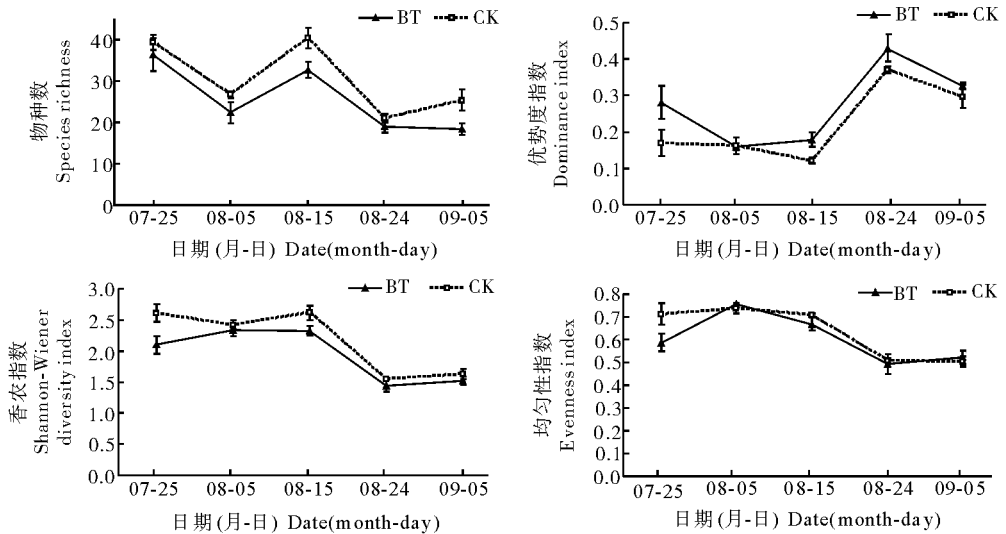 BT CK
物种数
Species richness
40
30
20
10
0
07-25 08-05 08-15 08-24 09-05
日期(月-日) Date(month-day)
BT CK
优势度指数
Dominance index
0.5
0.4
0.3
0.2
0.1
0.0
07-25 08-05 08-15 08-24 09-05
日期(月-日) Date(month-day)
BT CK
香农指数
Shannon-Wiener
diversity index
3.0
2.5
2.0
1.5
1.0
0.5
0.0
07-25 08-05 08-15 08-24 09-05
日期(月-日) Date(month-day)
BT CK
均匀性指数
Evenness index
0.8
0.7
0.6
0.5
0.4
0.3
0.2
0.1
0.0
07-25 08-05 08-15 08-24 09-05
日期(月-日) Date(month-day)